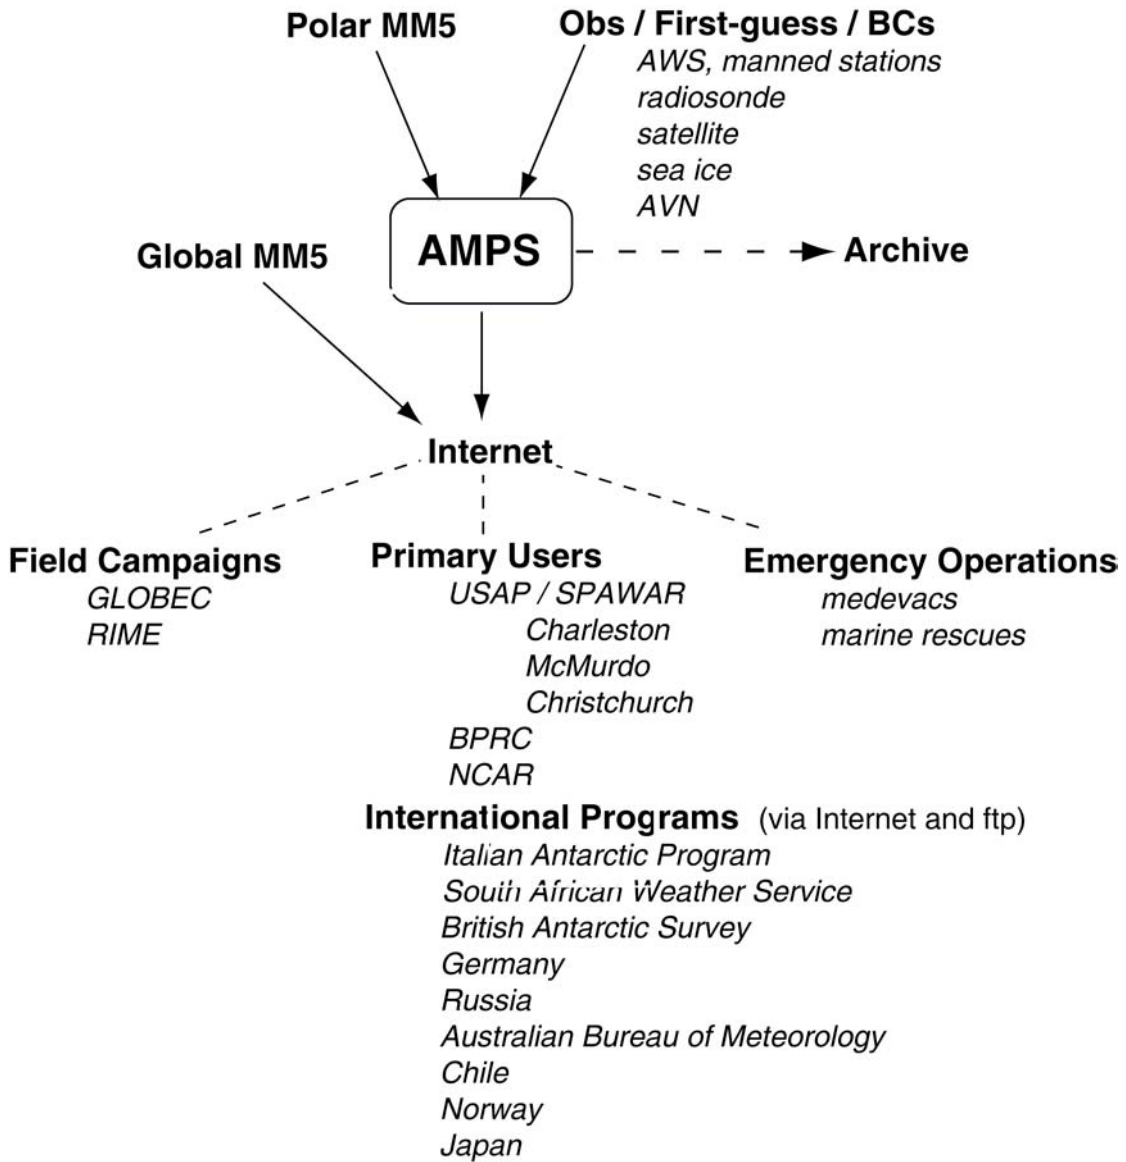 Polar MM5
Obs / First-guess / BCs
AWS, manned stations
radiosonde
satellite
sea ice
AVN
Global MM5
AMPS
Archive
Internet
Field Campaigns
GLOBEC
RIME
Primary Users
USAP / SPAWAR
Charleston
McMurdo
Christchurch
BPRC
NCAR
Emergency Operations
medevacs
marine rescues
International Programs (via Internet and ftp)
Italian Antarctic Program
South African Weather Service
British Antarctic Survey
Germany
Russia
Australian Bureau of Meteorology
Chile
Norway
Japan